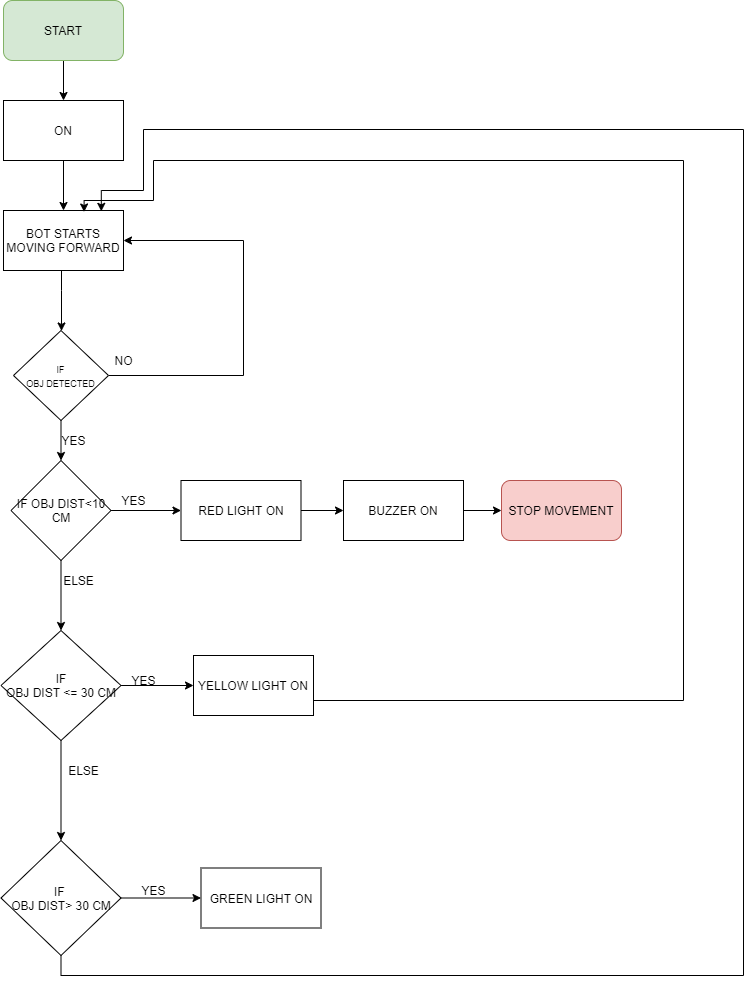 START
ON
BOT STARTS
MOVING FORWARD
IF
OBJ DETECTED
NO
YES
IF OBJ DIST<10
CM
YES
RED LIGHT ON
BUZZER ON
STOP MOVEMENT
ELSE
IF
OBJ DIST <= 30 CM
YES
YELLOW LIGHT ON
ELSE
IF
OBJ DIST> 30 CM
YES
GREEN LIGHT ON